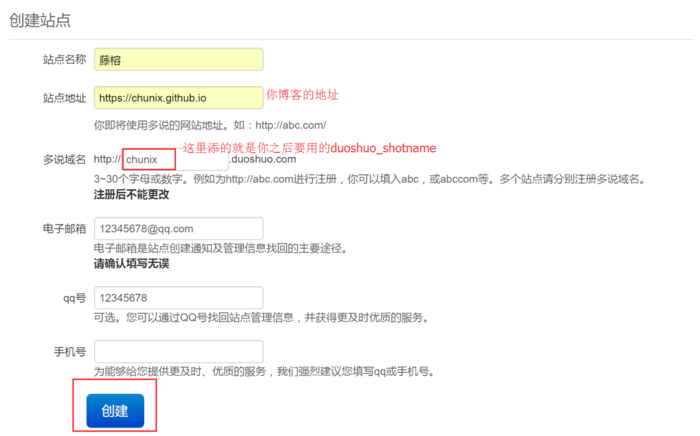 创建站点
站点名称 藤榕
站点地址 https://chunix.github.io 你博客的地址
你即将使用多说的网站地址。如：http://abc.com/
这里添的就是你之后要用的duoshuo_shotname
多说域名 http:// chunix .duoshuo.com
3~30个字母或数字。例如为http://abc.com进行注册，你可以填入abc，或abccom等。多个站点请分别注册多说域名。
注册后不能更改
电子邮箱 12345678@qq.com
电子邮箱是站点创建通知及管理信息找回的主要途径。
请确认填写无误
qq号 12345678
可选。您可以通过QQ号找回站点管理信息，并获得更及时优质的服务。
手机号
为能够给您提供更及时、优质的服务，我们强烈建议您填写qq或手机号。
创建